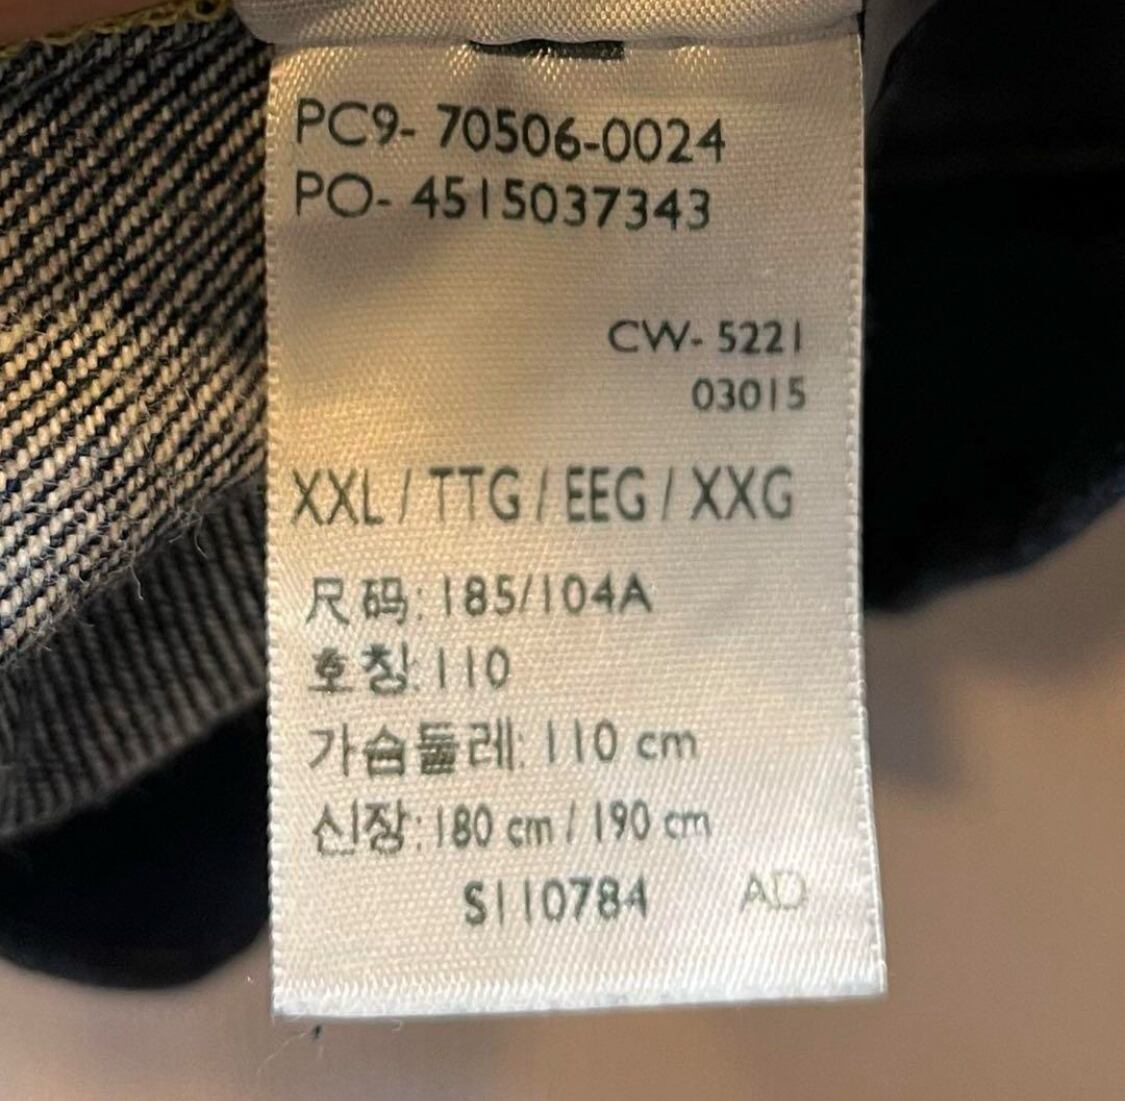 PC9- 70506-0024
PO- 4515037343
CW- 5221
03015
XXL / TTG / EEG / XXG
尺码: 185/104A
호칭: 110
가슴둘레: 110 cm
신장: 180 cm / 190 cm
S110784 AD